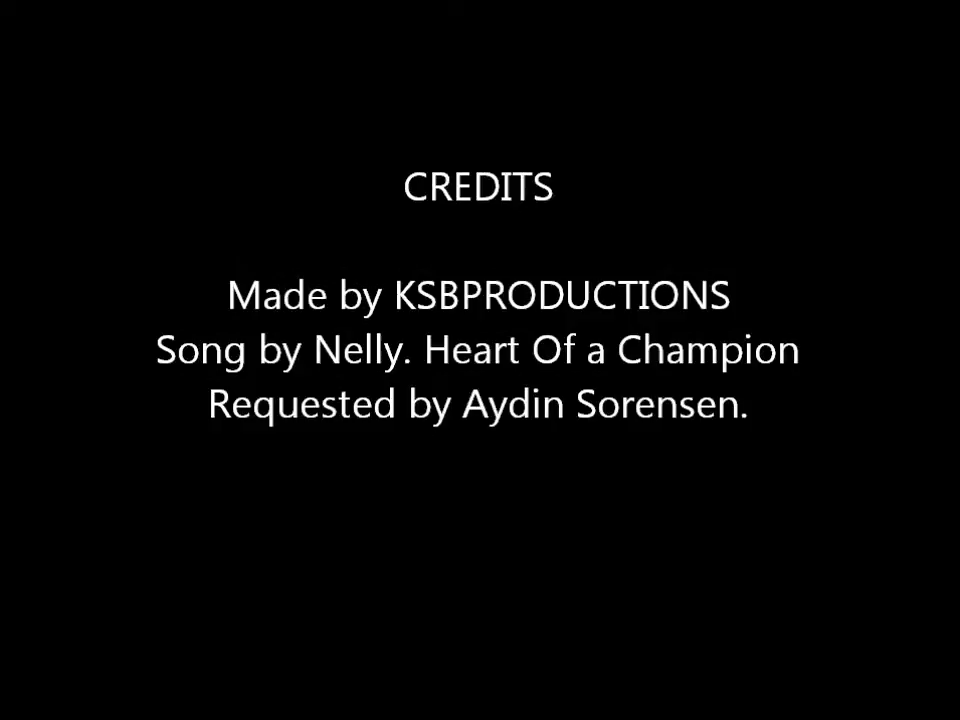 CREDITS
Made by KSBPRODUCTIONS
Song by Nelly. Heart Of a Champion
Requested by Aydin Sorensen.